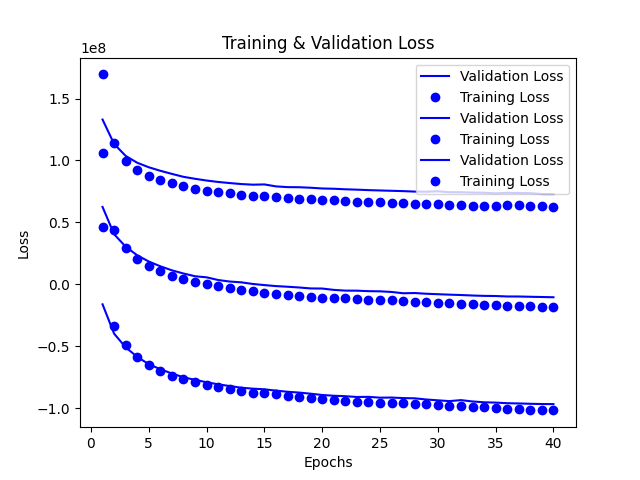 Training & Validation Loss
1e8
Validation Loss
Training Loss
Validation Loss
Training Loss
Validation Loss
Training Loss
1.5
1.0
0.5
0.0
−0.5
−1.0
Loss
0 5 10 15 20 25 30 35 40
Epochs